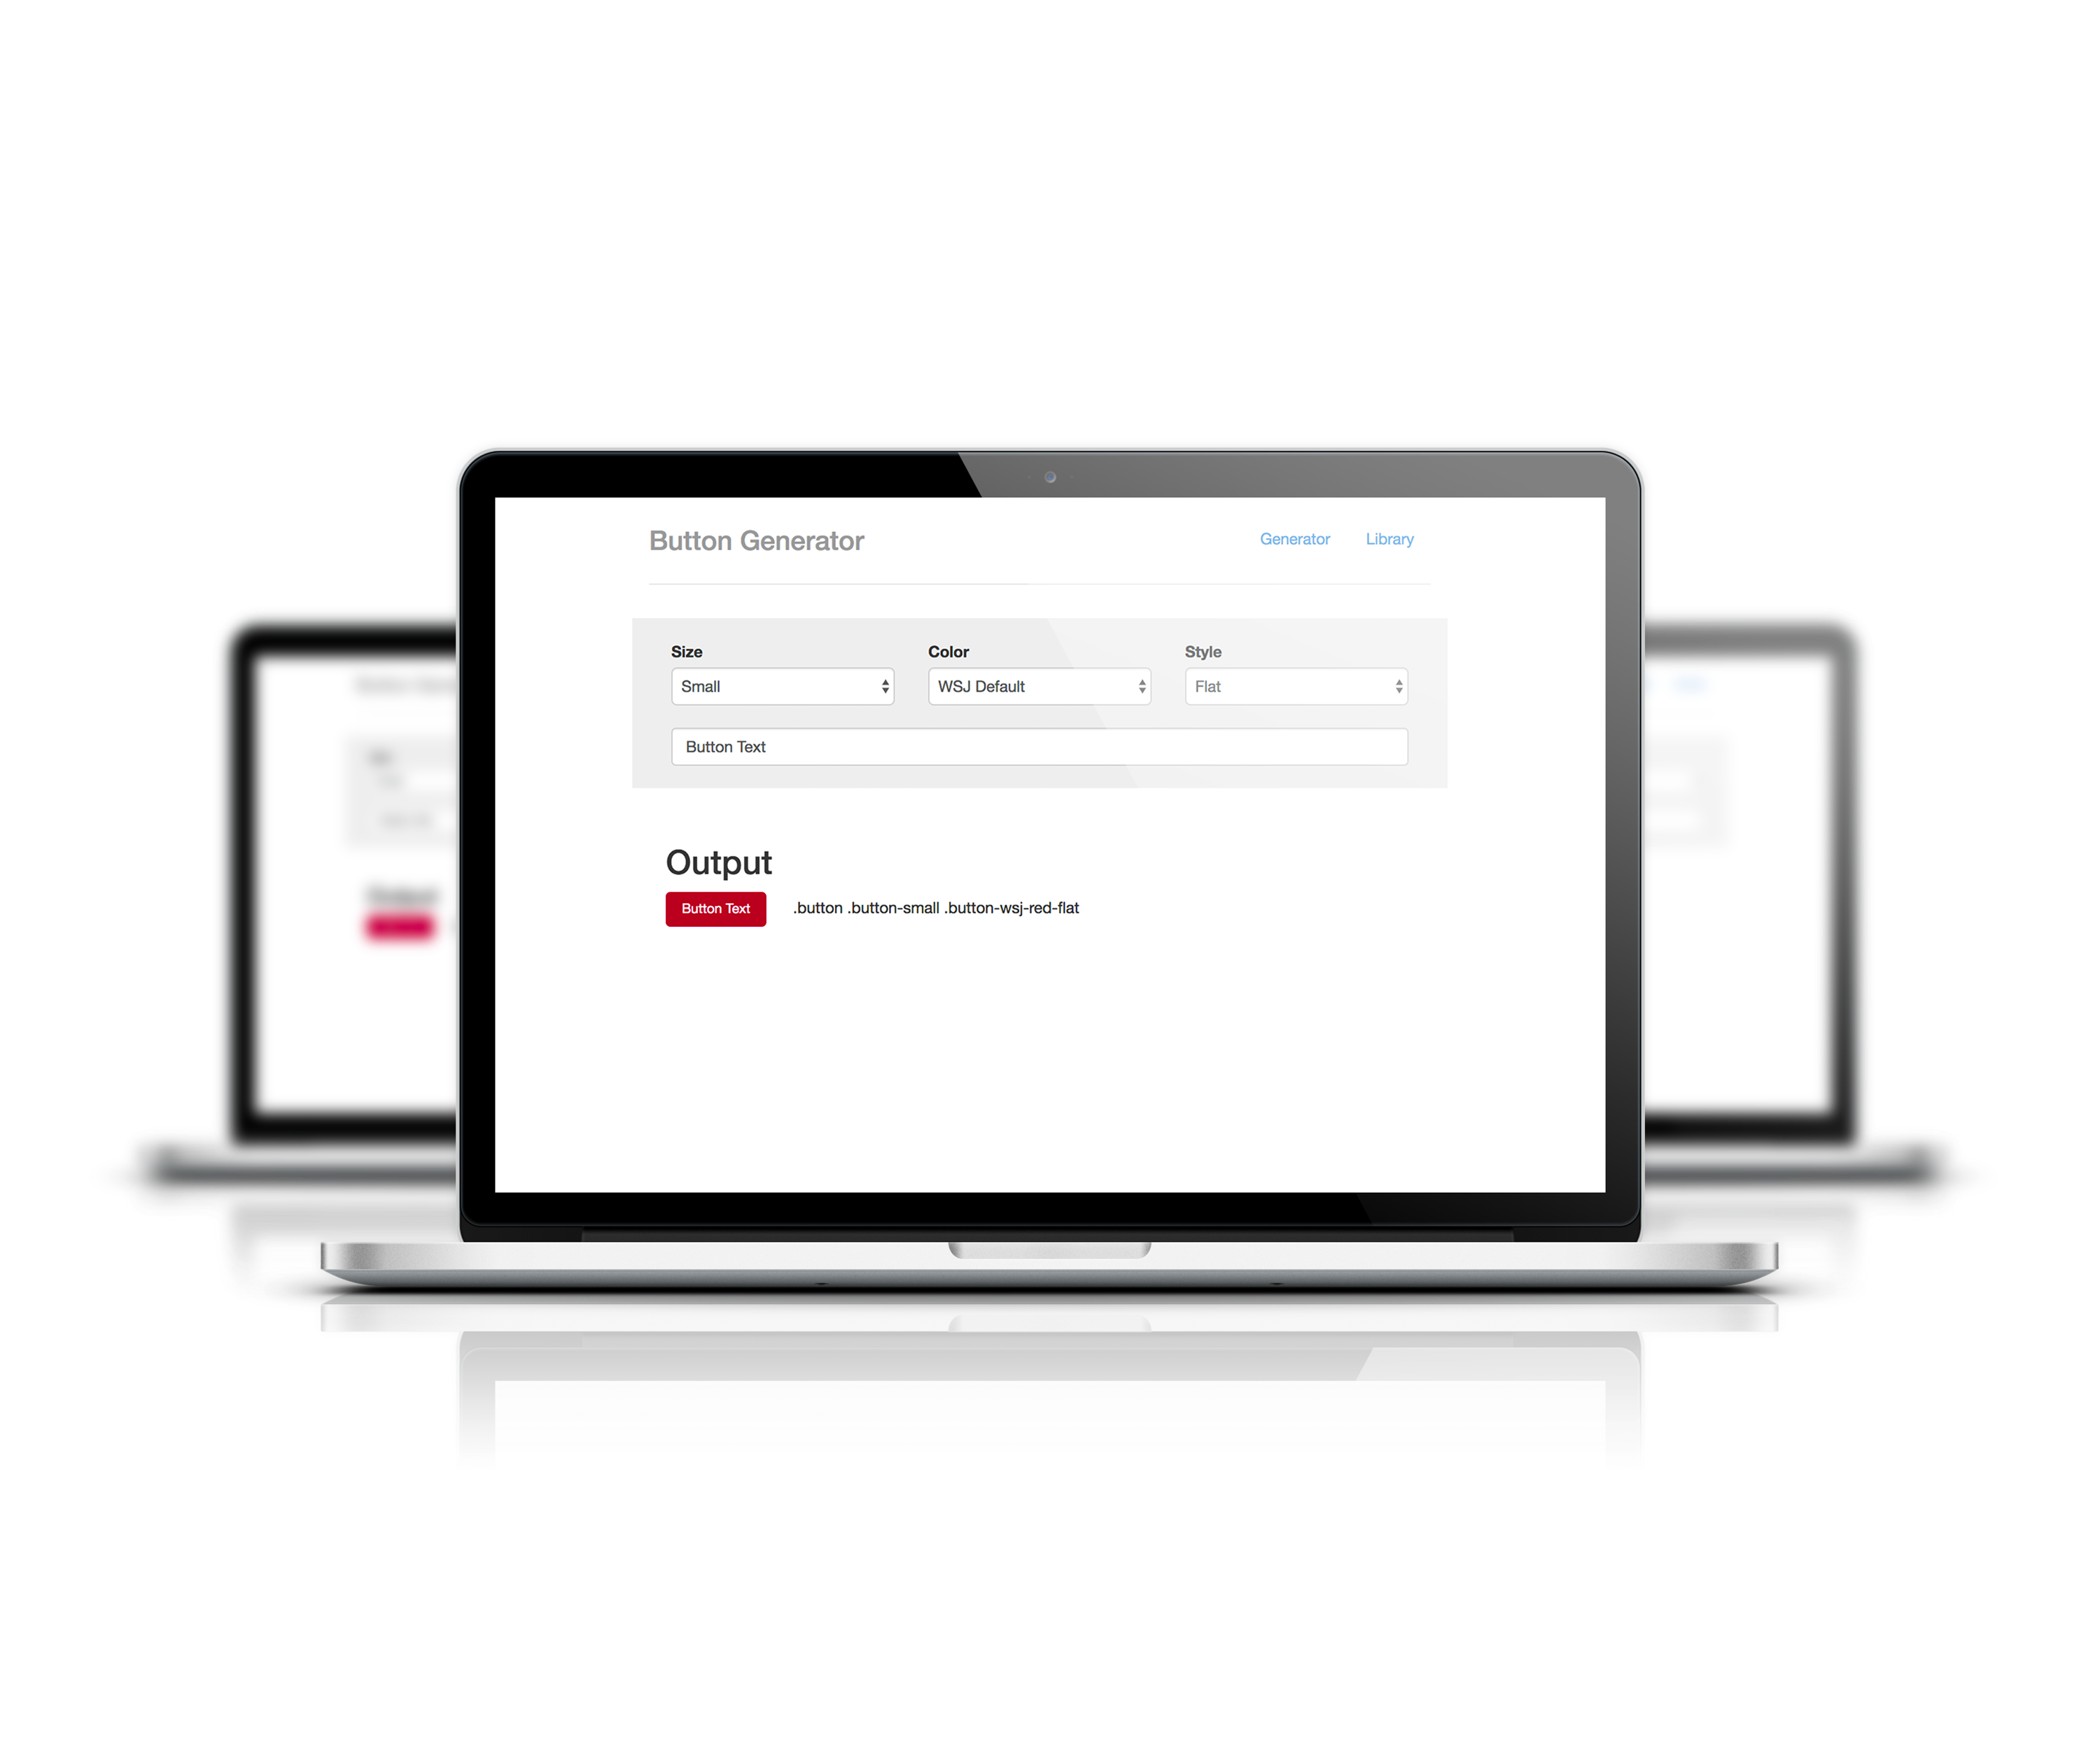 Button Generator
Generator Library
Size Color Style
Small WSJ Default Flat
Button Text
Output
Button Text .button .button-small .button-wsj-red-flat